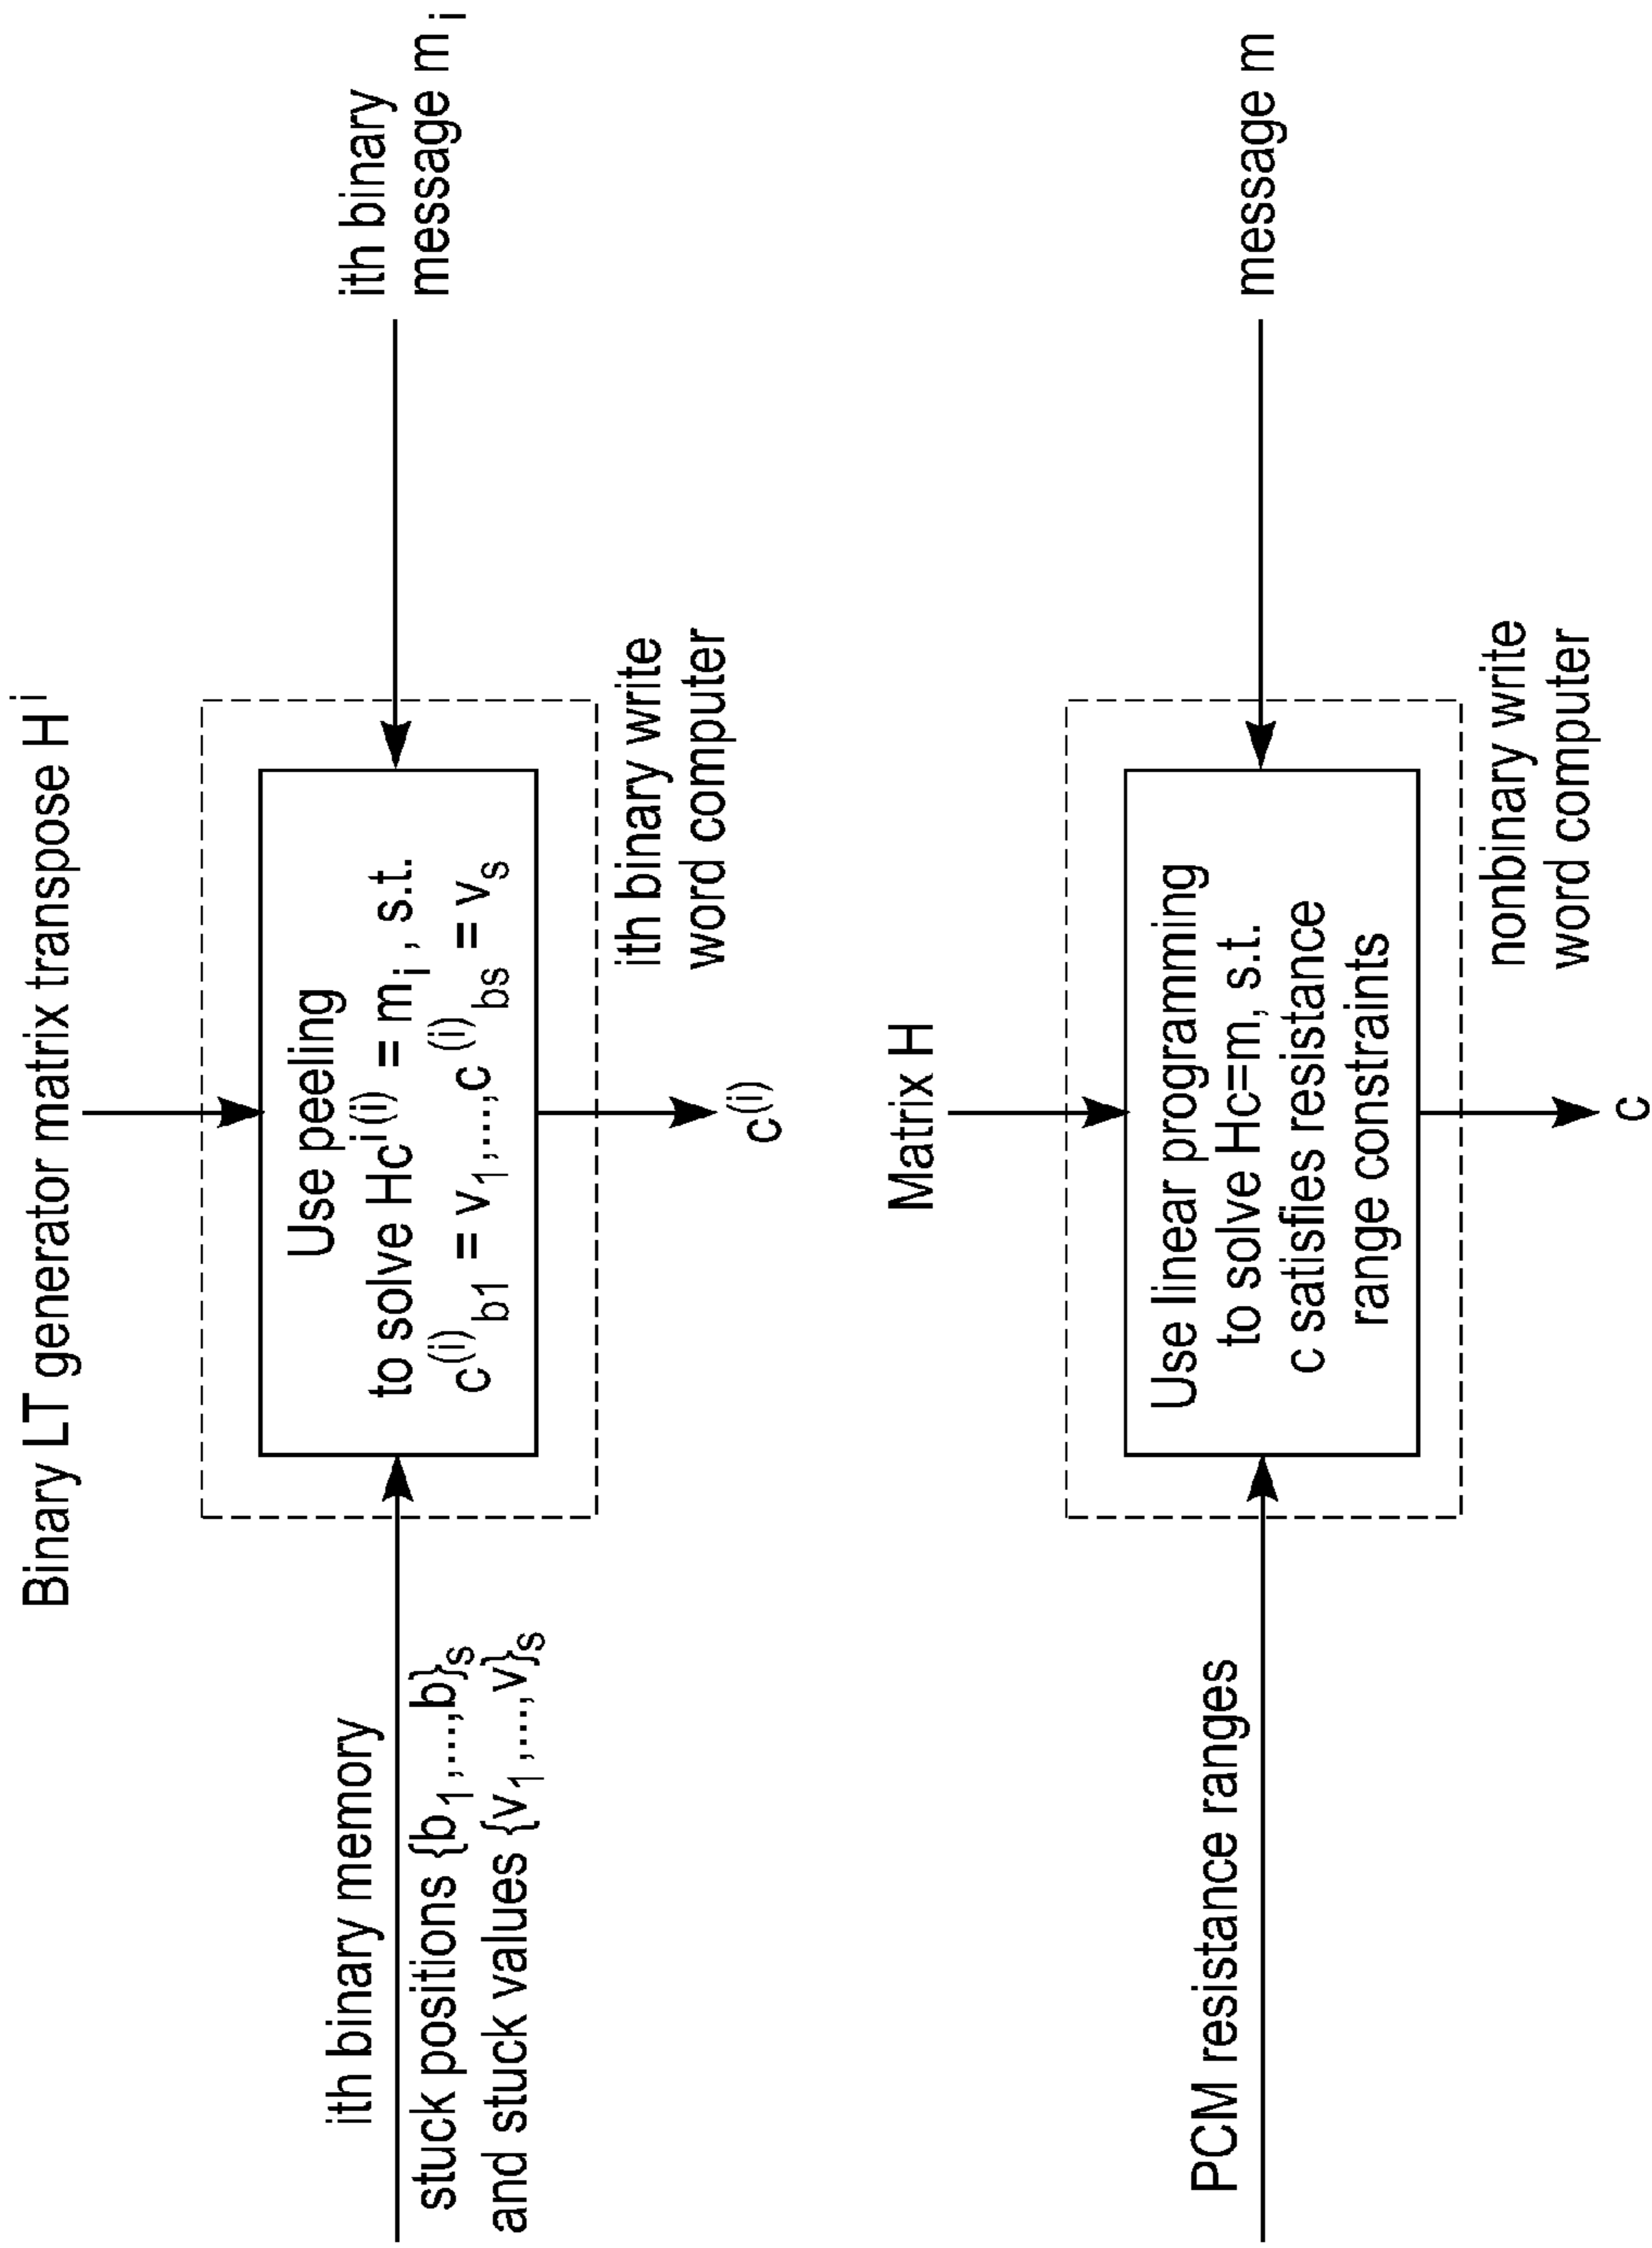 Binary LT generator matrix transpose H^i
ith binary memory
stuck positions {b_1,...,b}_s
and stuck values {v_1,...,v}_s
Use peeling
to solve Hc^i(i) = m_i, s.t.
c^(i)_b1 = v_1,...,c^(i)_bs = v_s
ith binary
message m_i
ith binary write
word computer
c^(i)
Matrix H
PCM resistance ranges
Use linear programming
to solve Hc=m, s.t.
c satisfies resistance
range constraints
message m
nonbinary write
word computer
c